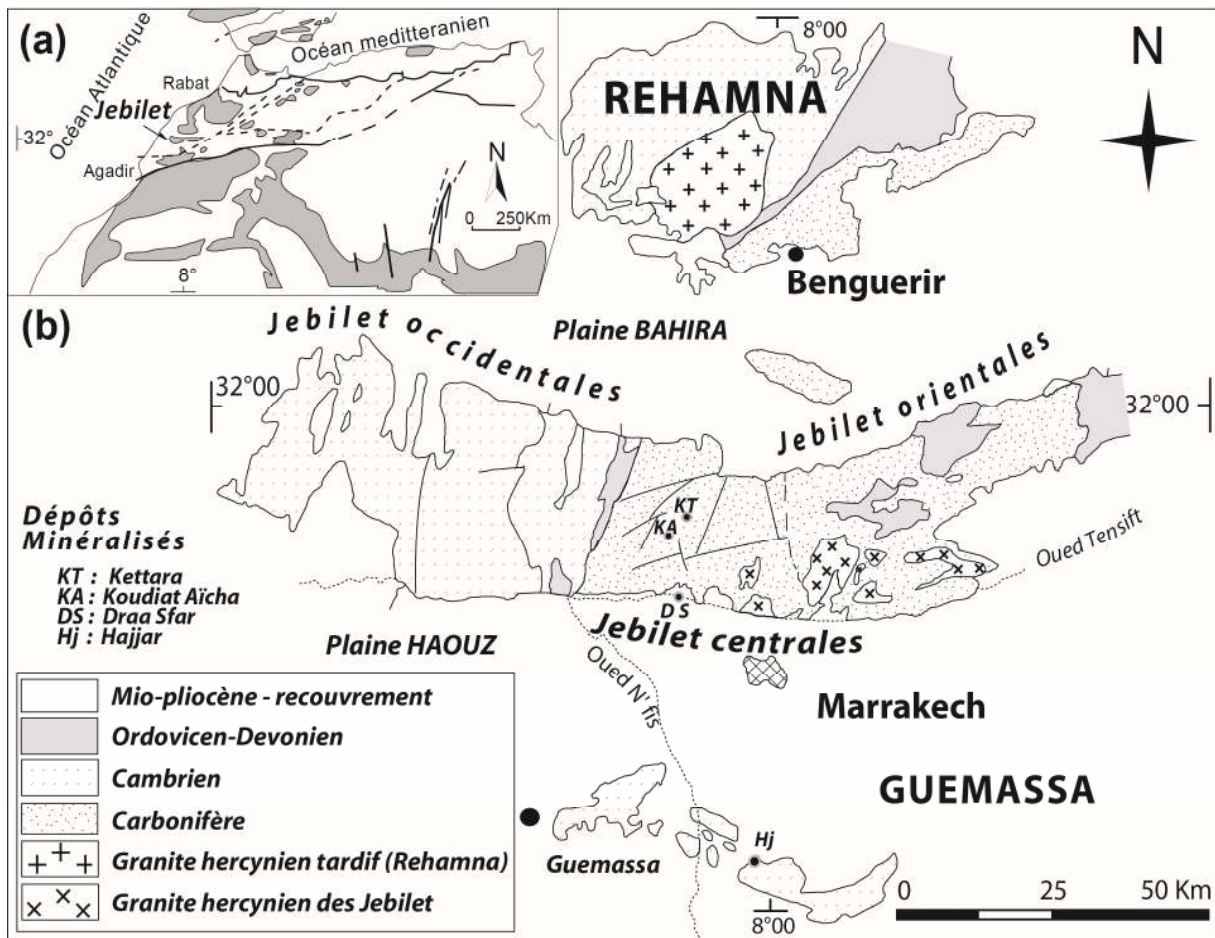 (a)
Océan Atlantique
Océan meditteranien
Rabat
Jebilet
32°
Agadir
N
0 250Km
8°
8°00
REHAMNA
N
Benguerir
(b)
Jebilet occidentales
Plaine BAHIRA
Jebilet orientales
32°00
32°00
KT
KA
Dépôts
Minéralisés
KT : Kettara
KA : Koudiat Aïcha
DS : Draa Sfar
Hj : Hajjar
Oued Tensift
DS
Jebilet centrales
Plaine HAOUZ
Oued N' fis
Marrakech
Mio-pliocène - recouvrement
Ordovicen-Devonien
Cambrien
Carbonifère
Granite hercynien tardif (Rehamna)
Granite hercynien des Jebilet
GUEMASSA
Guemassa
Hj
8°00
0 25 50 Km